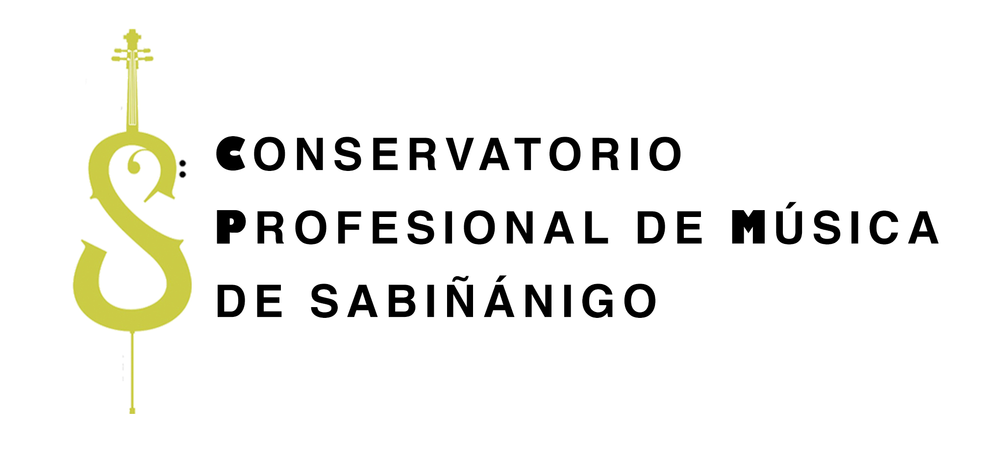 CONSERVATORIO
PROFESIONAL DE MÚSICA
DE SABIÑÁNIGO